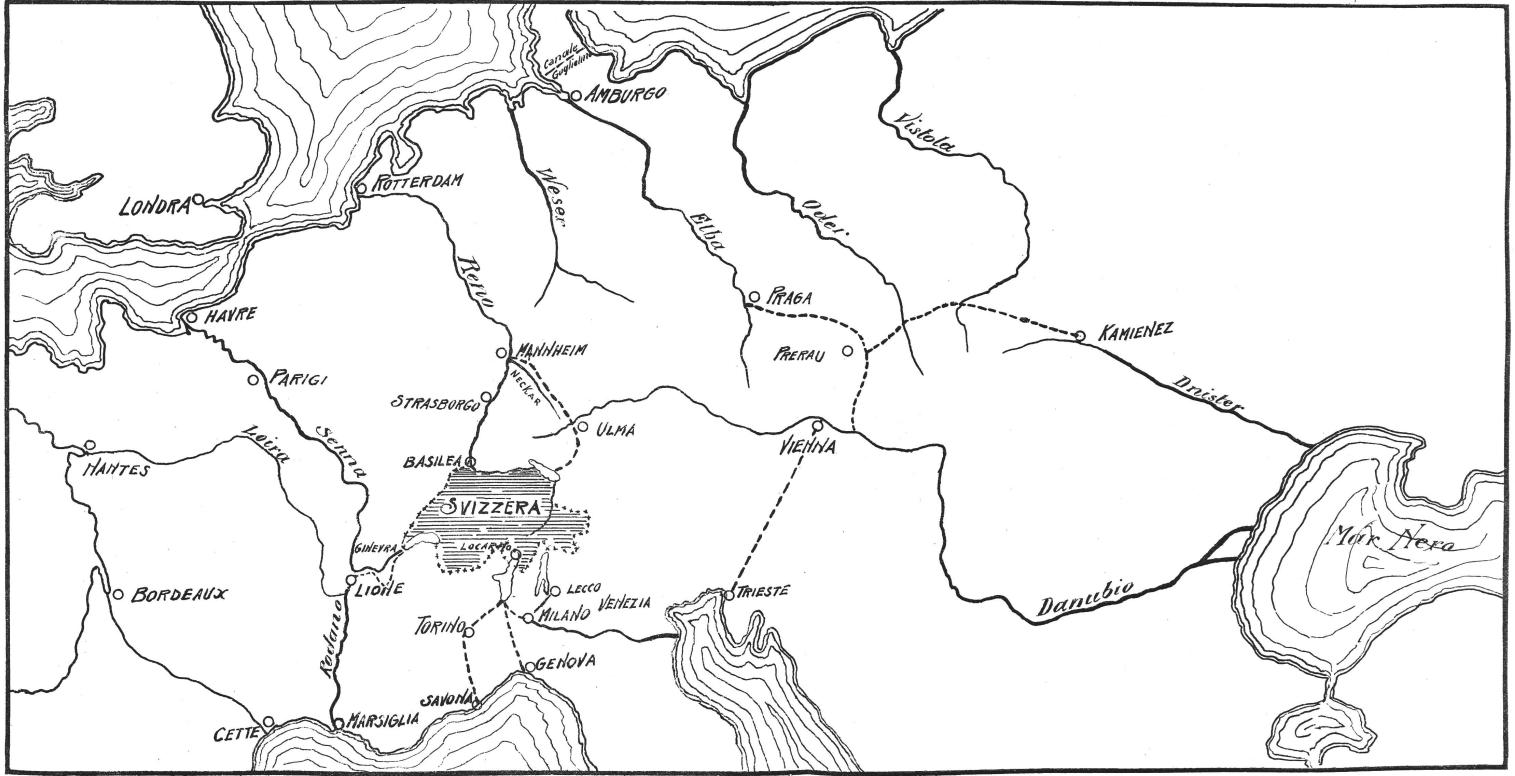 Canale
Guglielmo
AMBURGO
Vistola
ROTTERDAM
LONDRA
Weser
Elba
Oder
Reno
PRAGA
HAVRE
KAMIENEZ
MANNHEIM
PRERAU
PARIGI
NECKAR
Dnister
STRASBORGO
ULMA
Loira
Senna
VIENNA
NANTES
BASILEA
SVIZZERA
Mar Nero
GINEVRA
LOCARNO
LIONE
LECCO
BORDEAUX
TRIESTE
Danubio
MILANO VENEZIA
TORINO
Rodano
GENOVA
SAVONA
MARSIGLIA
CETTE